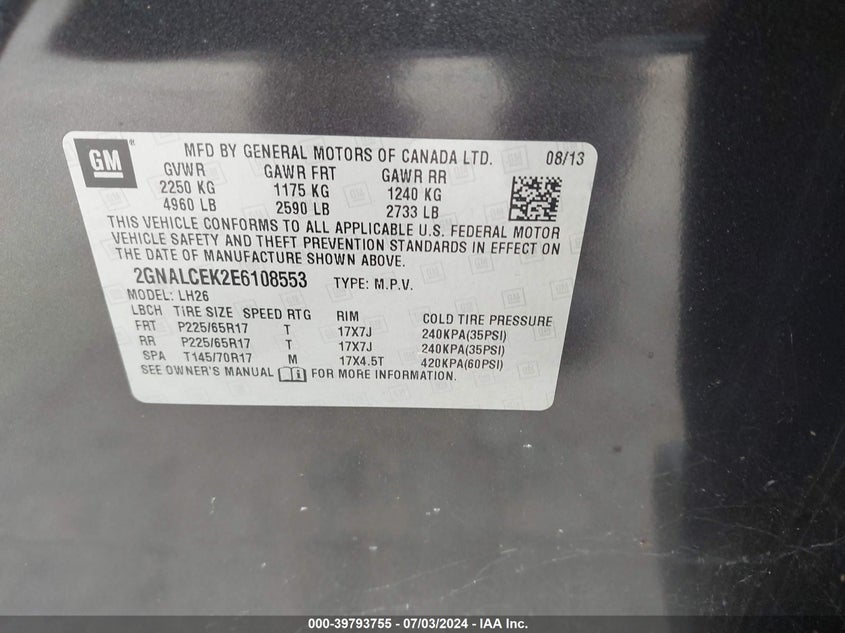 GM ®
MFD BY GENERAL MOTORS OF CANADA LTD. 08/13
GVWR GAWR FRT GAWR RR
2250 KG 1175 KG 1240 KG
4960 LB 2590 LB 2733 LB
THIS VEHICLE CONFORMS TO ALL APPLICABLE U.S. FEDERAL MOTOR
VEHICLE SAFETY AND THEFT PREVENTION STANDARDS IN EFFECT ON
THE DATE OF MANUFACTURE SHOWN ABOVE.
2GNALCEK2E6108553 TYPE: M.P.V.
MODEL: LH26
LBCH TIRE SIZE SPEED RTG RIM COLD TIRE PRESSURE
FRT P225/65R17 T 17X7J 240KPA(35PSI)
RR P225/65R17 T 17X7J 240KPA(35PSI)
SPA T145/70R17 M 17X4.5T 420KPA(60PSI)
SEE OWNER'S MANUAL FOR MORE INFORMATION.
000-39793755 - 07/03/2024 - IAA Inc.